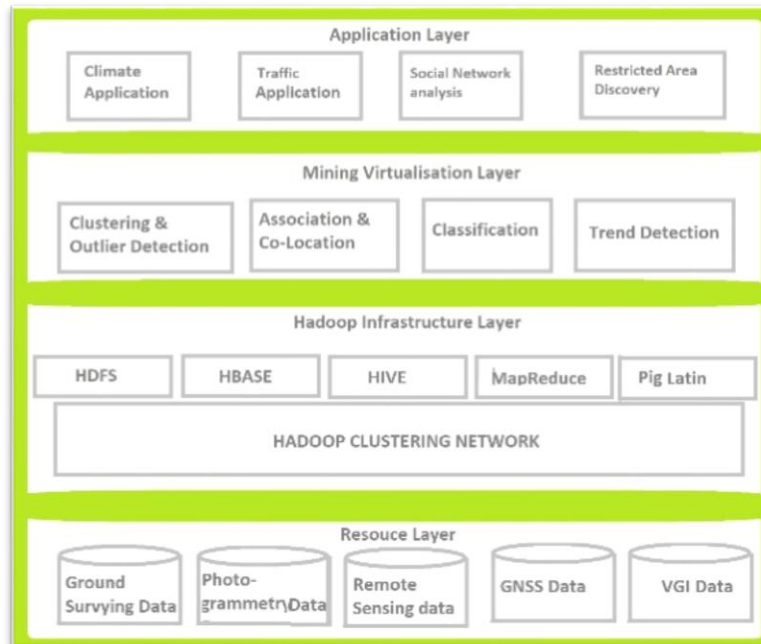 Application Layer
Climate
Application
Traffic
Application
Social Network
analysis
Restricted Area
Discovery
Mining Virtualisation Layer
Clustering &
Outlier Detection
Association &
Co-Location
Classification
Trend Detection
Hadoop Infrastructure Layer
HDFS
HBASE
HIVE
MapReduce
Pig Latin
HADOOP CLUSTERING NETWORK
Resouce Layer
Ground
Survying Data
Photo-
grammetry Data
Remote
Sensing data
GNSS Data
VGI Data